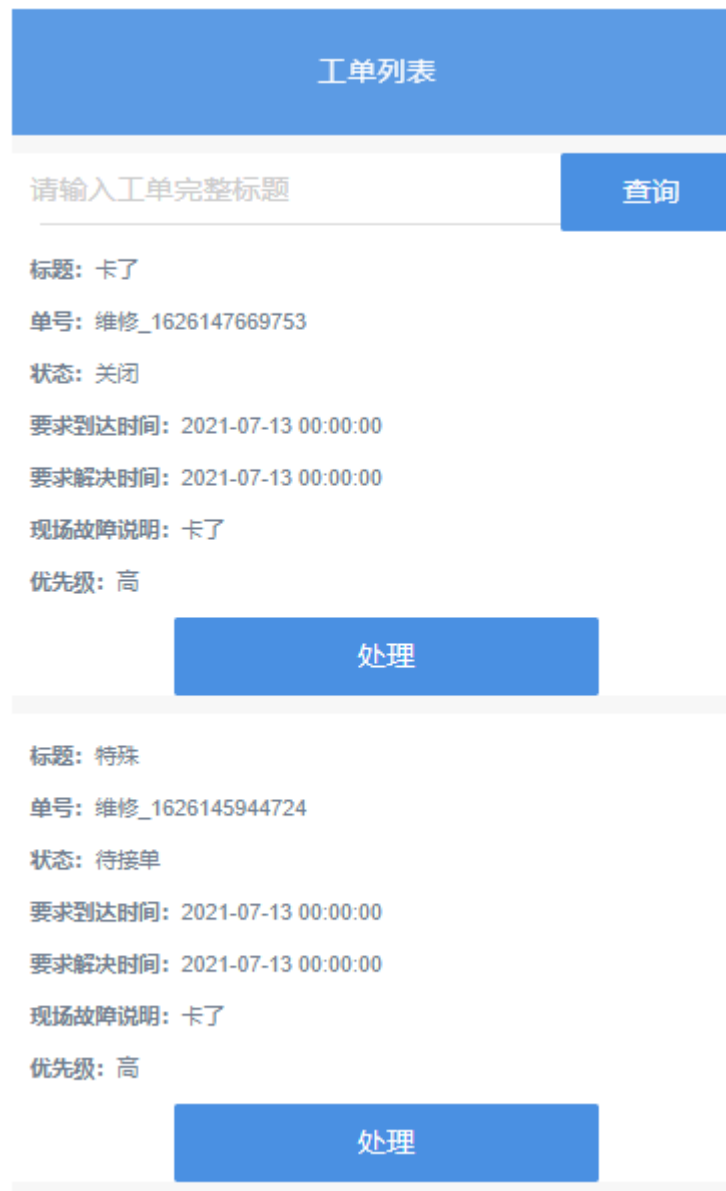 工单列表
请输入工单完整标题 查询
标题：卡了
单号：维修_1626147669753
状态：关闭
要求到达时间：2021-07-13 00:00:00
要求解决时间：2021-07-13 00:00:00
现场故障说明：卡了
优先级：高
处理
标题：特殊
单号：维修_1626145944724
状态：待接单
要求到达时间：2021-07-13 00:00:00
要求解决时间：2021-07-13 00:00:00
现场故障说明：卡了
优先级：高
处理